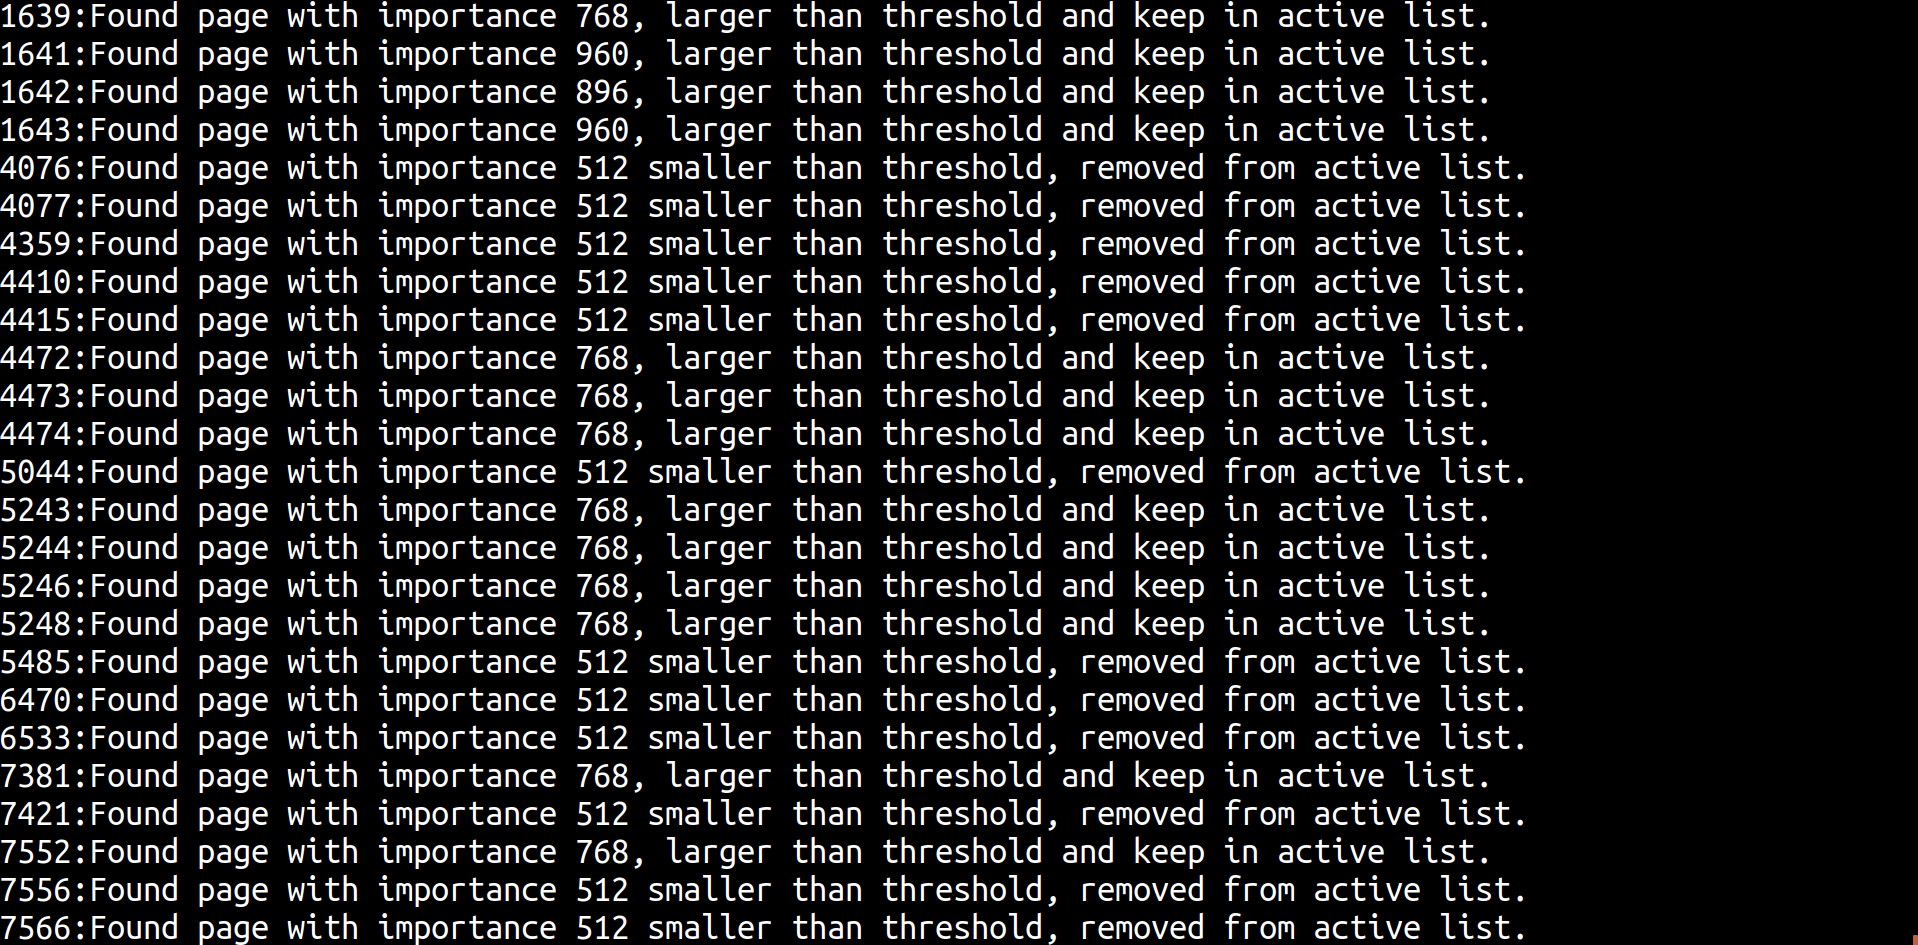 1639:Found page with importance 768, larger than threshold and keep in active list.
1641:Found page with importance 960, larger than threshold and keep in active list.
1642:Found page with importance 896, larger than threshold and keep in active list.
1643:Found page with importance 960, larger than threshold and keep in active list.
4076:Found page with importance 512 smaller than threshold, removed from active list.
4077:Found page with importance 512 smaller than threshold, removed from active list.
4359:Found page with importance 512 smaller than threshold, removed from active list.
4410:Found page with importance 512 smaller than threshold, removed from active list.
4415:Found page with importance 512 smaller than threshold, removed from active list.
4472:Found page with importance 768, larger than threshold and keep in active list.
4473:Found page with importance 768, larger than threshold and keep in active list.
4474:Found page with importance 768, larger than threshold and keep in active list.
5044:Found page with importance 512 smaller than threshold, removed from active list.
5243:Found page with importance 768, larger than threshold and keep in active list.
5244:Found page with importance 768, larger than threshold and keep in active list.
5246:Found page with importance 768, larger than threshold and keep in active list.
5248:Found page with importance 768, larger than threshold and keep in active list.
5485:Found page with importance 512 smaller than threshold, removed from active list.
6470:Found page with importance 512 smaller than threshold, removed from active list.
6533:Found page with importance 512 smaller than threshold, removed from active list.
7381:Found page with importance 768, larger than threshold and keep in active list.
7421:Found page with importance 512 smaller than threshold, removed from active list.
7552:Found page with importance 768, larger than threshold and keep in active list.
7556:Found page with importance 512 smaller than threshold, removed from active list.
7566:Found page with importance 512 smaller than threshold, removed from active list.